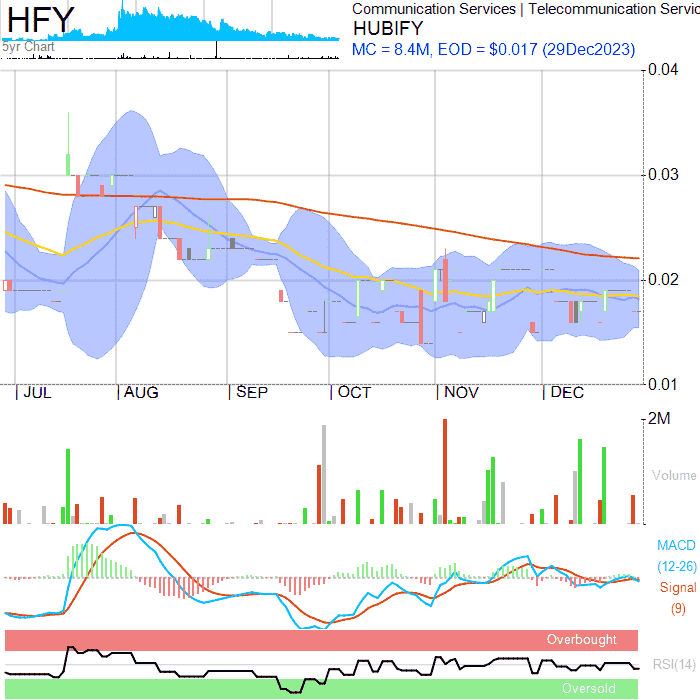 HFY
5yr Chart
Communication Services | Telecommunication Servic
HUBIFY
MC = 8.4M, EOD = $0.017 (29Dec2023)
0.04
0.03
0.02
0.01
JUL AUG SEP OCT NOV DEC
2M
Volume
MACD
(12-26)
Signal
(9)
Overbought
RSI(14)
Oversold